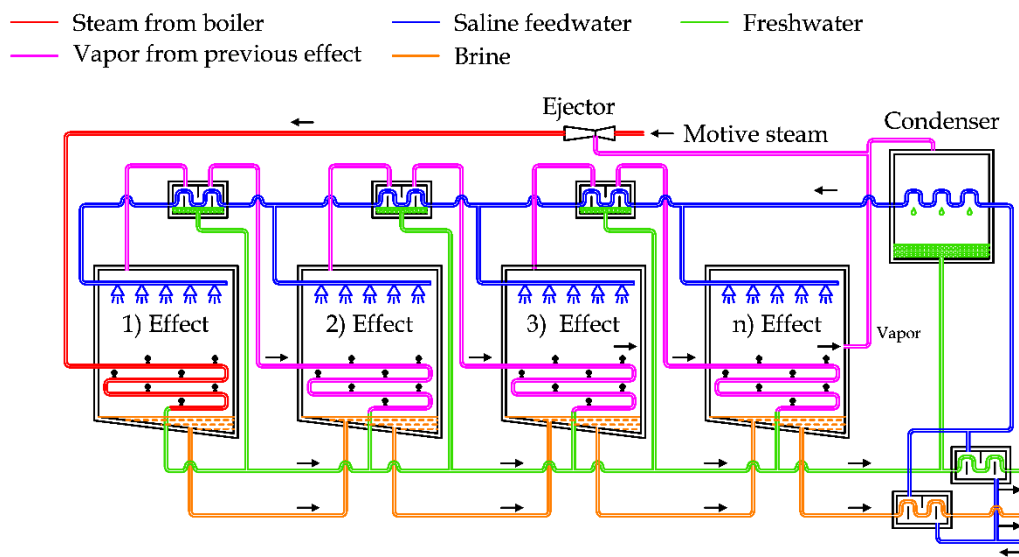 Steam from boiler
Saline feedwater
Freshwater
Vapor from previous effect
Brine
Ejector
Motive steam
Condenser
1) Effect
2) Effect
3) Effect
n) Effect
Vapor